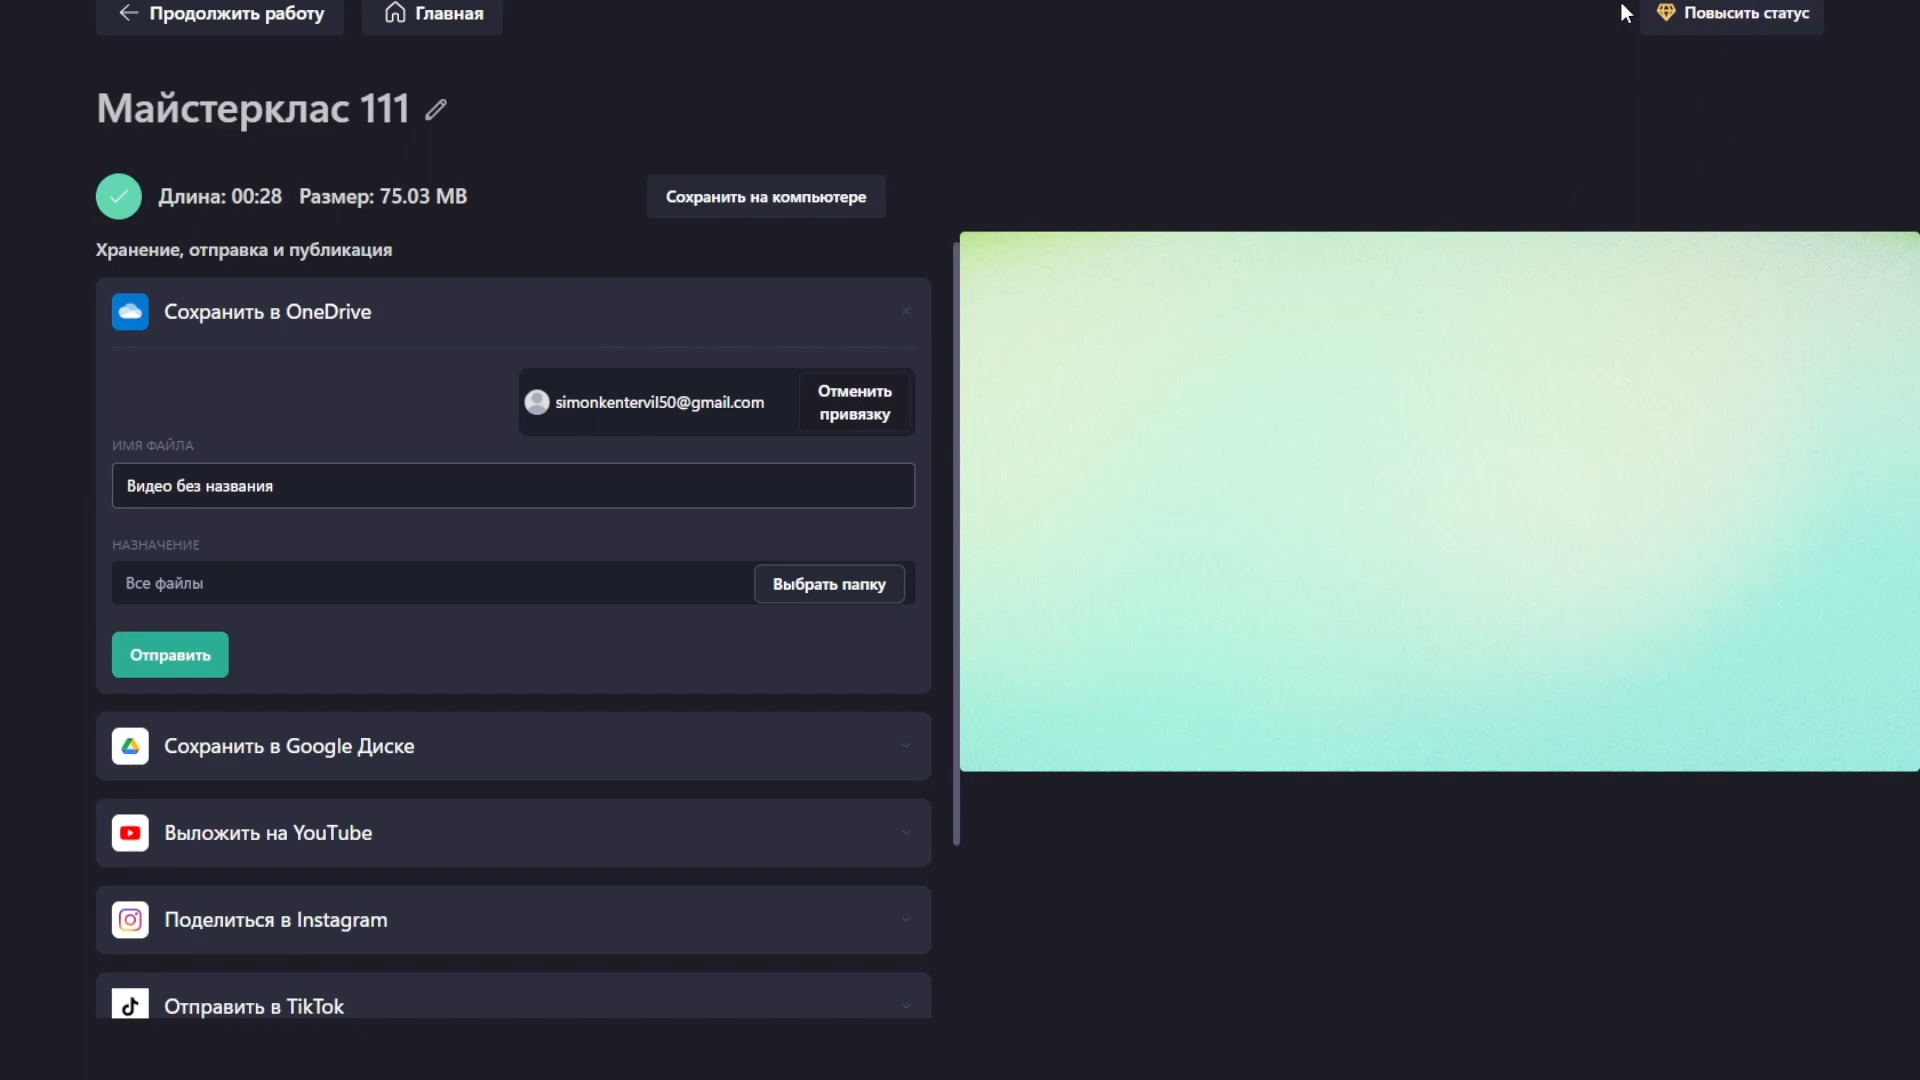 Продолжить работу
Главная
Повысить статус
Майстерклас 111
Длина: 00:28 Размер: 75.03 MB
Сохранить на компьютере
Хранение, отправка и публикация
Сохранить в OneDrive
simonkentervil50@gmail.com
Отменить
привязку
ИМЯ ФАЙЛА
Видео без названия
НАЗНАЧЕНИЕ
Все файлы
Выбрать папку
Отправить
Сохранить в Google Диске
Выложить на YouTube
Поделиться в Instagram
Отправить в TikTok